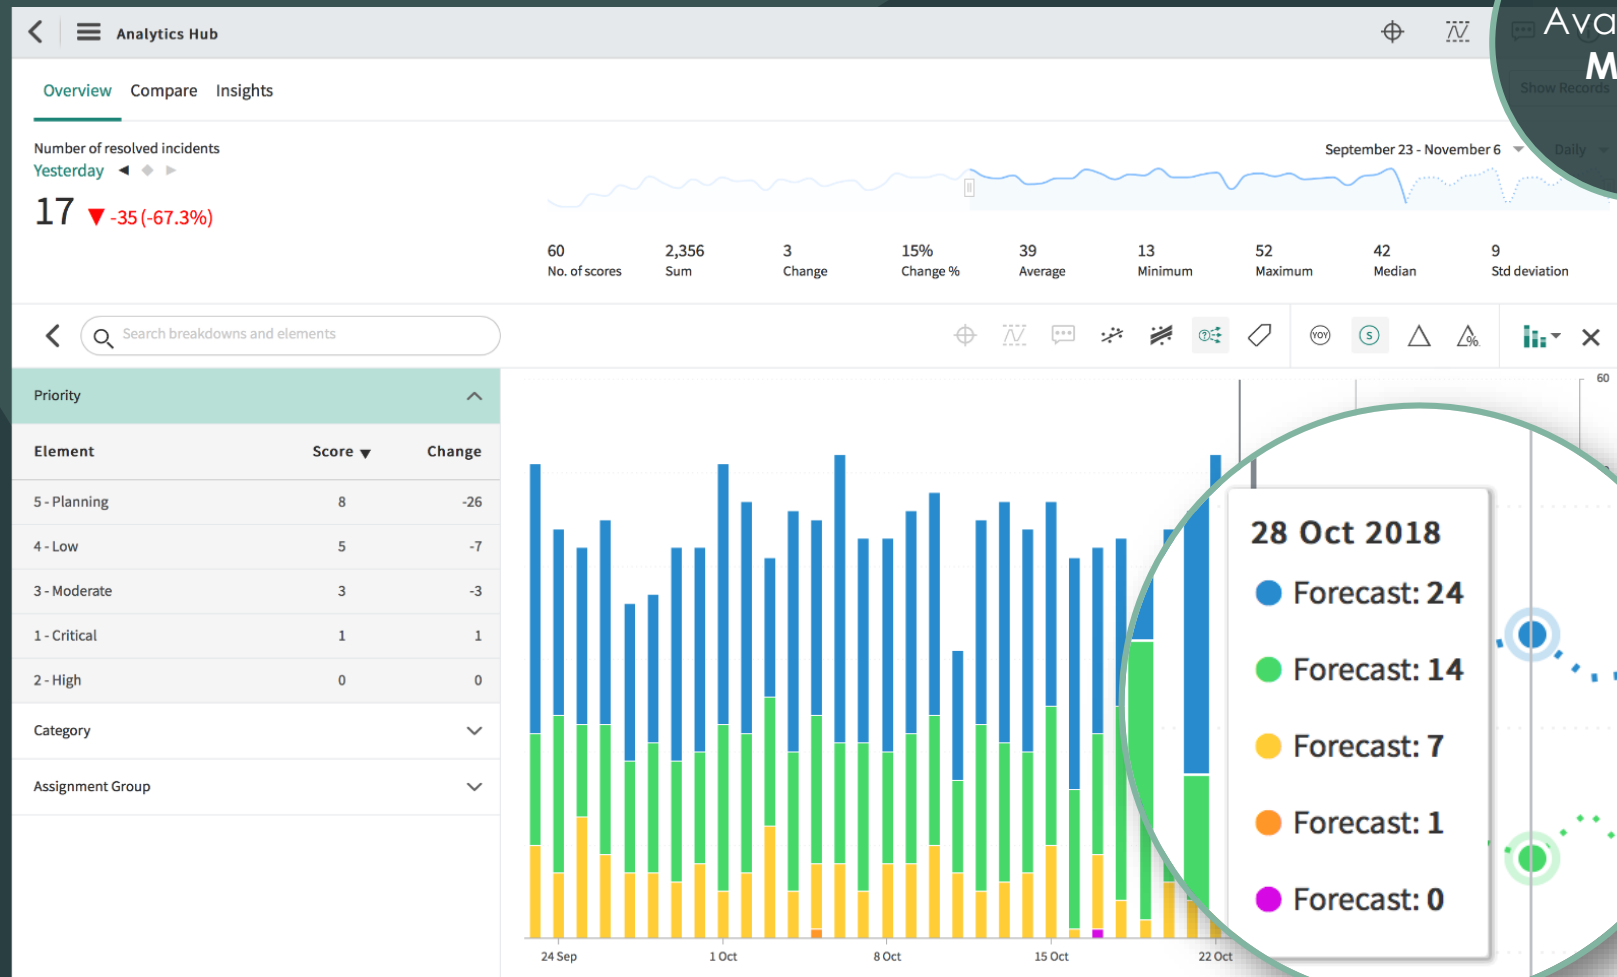 Analytics Hub
Ava
M
Show Records
Overview Compare Insights
Number of resolved incidents
Yesterday
17 -35 (-67.3%)
September 23 - November 6 Daily
60 2,356 3 15% 39 13 52 42 9
No. of scores Sum Change Change % Average Minimum Maximum Median Std deviation
Search breakdowns and elements
YOY S %
Priority
Element Score Change
5 - Planning 8 -26
4 - Low 5 -7
3 - Moderate 3 -3
1 - Critical 1 1
2 - High 0 0
Category
Assignment Group
60
28 Oct 2018
Forecast: 24
Forecast: 14
Forecast: 7
Forecast: 1
Forecast: 0
24 Sep 1 Oct 8 Oct 15 Oct 22 Oct